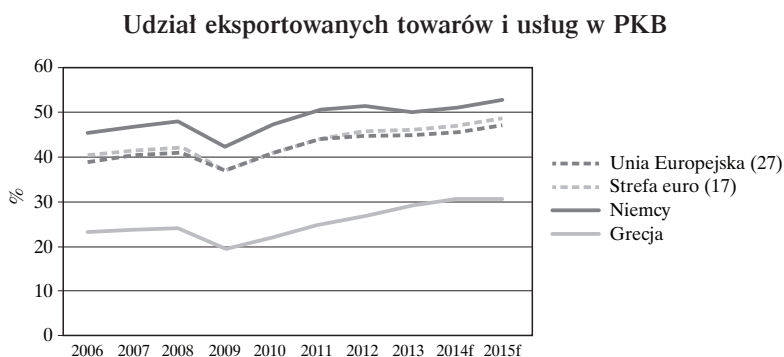 Udział eksportowanych towarów i usług w PKB
60
50
40
30
20
10
0
%
2006 2007 2008 2009 2010 2011 2012 2013 2014f 2015f
Unia Europejska (27)
Strefa euro (17)
Niemcy
Grecja